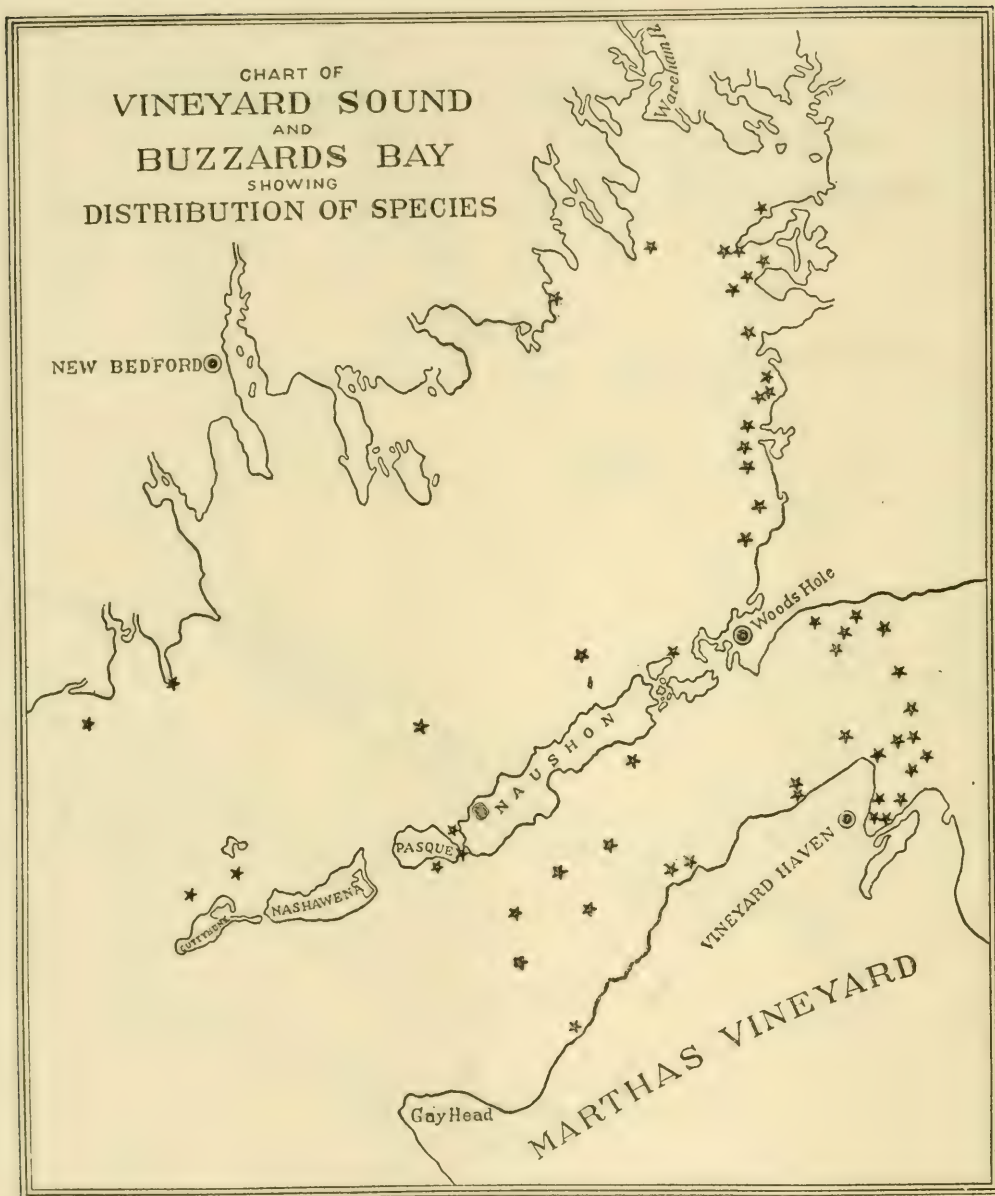 CHART OF
VINEYARD SOUND
AND
BUZZARDS BAY
SHOWING
DISTRIBUTION OF SPECIES
Wareham R.
NEW BEDFORD
Woods Hole
NAUSHON
PASQUE
NASHAWENA
CUTTYHUNK
VINEYARD HAVEN
MARTHAS VINEYARD
Gay Head